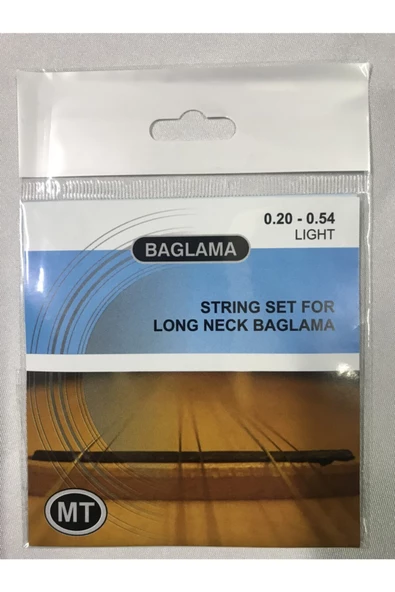 0.20 - 0.54
LIGHT
BAGLAMA
STRING SET FOR
LONG NECK BAGLAMA
MT